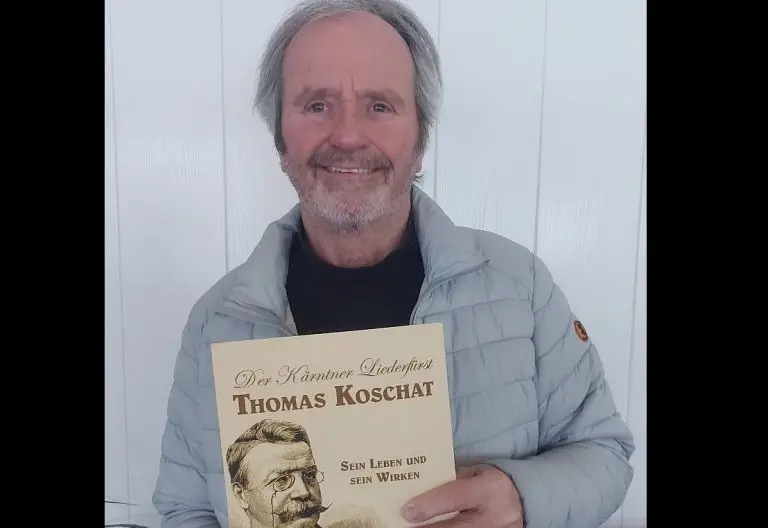 Der Kärntner Liederfürst
Thomas Koschat
Sein Leben und
sein Wirken